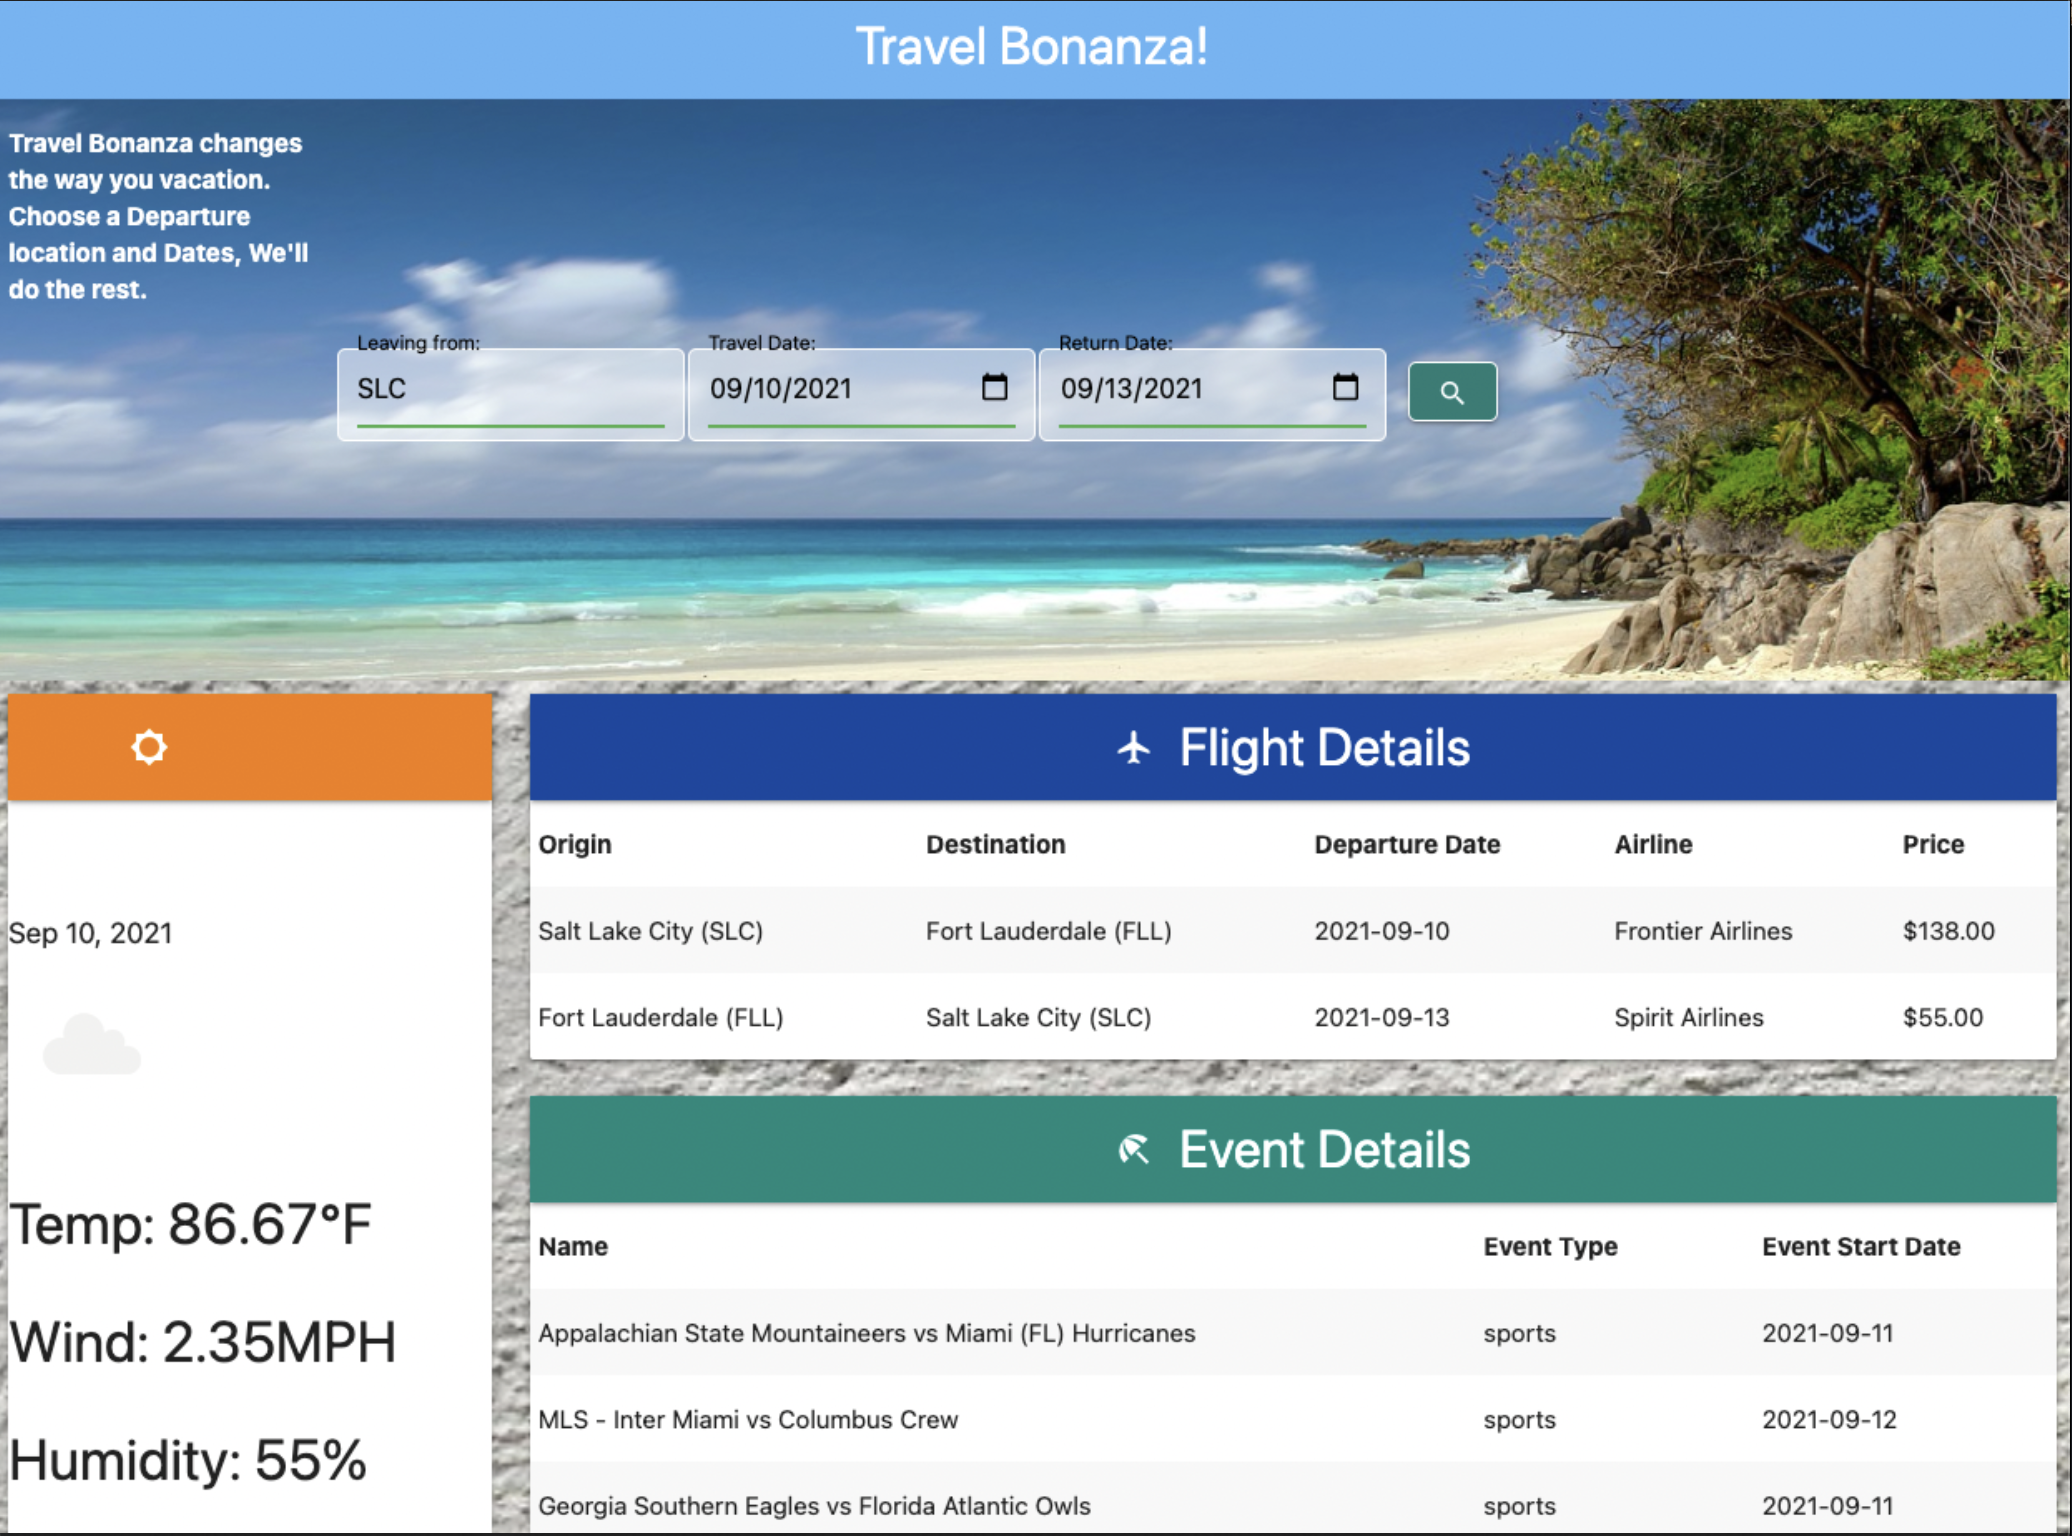 Travel Bonanza!
Travel Bonanza changes
the way you vacation.
Choose a Departure
location and Dates, We'll
do the rest.
Leaving from: Travel Date: Return Date:
SLC 09/10/2021 09/13/2021
Flight Details
Origin Destination Departure Date Airline Price
Salt Lake City (SLC) Fort Lauderdale (FLL) 2021-09-10 Frontier Airlines $138.00
Fort Lauderdale (FLL) Salt Lake City (SLC) 2021-09-13 Spirit Airlines $55.00
Sep 10, 2021
Temp: 86.67°F
Wind: 2.35MPH
Humidity: 55%
Event Details
Name Event Type Event Start Date
Appalachian State Mountaineers vs Miami (FL) Hurricanes sports 2021-09-11
MLS - Inter Miami vs Columbus Crew sports 2021-09-12
Georgia Southern Eagles vs Florida Atlantic Owls sports 2021-09-11